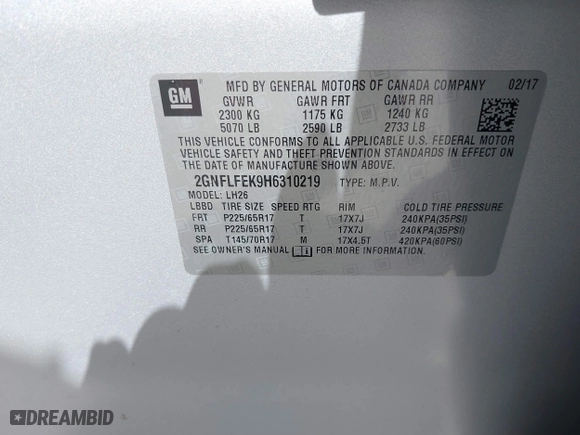 GM
MFD BY GENERAL MOTORS OF CANADA COMPANY 02/17
GVWR GAWR FRT GAWR RR
2300 KG 1175 KG 1240 KG
5070 LB 2590 LB 2733 LB
THIS VEHICLE CONFORMS TO ALL APPLICABLE U.S. FEDERAL MOTOR
VEHICLE SAFETY AND THEFT PREVENTION STANDARDS IN EFFECT ON
THE DATE OF MANUFACTURE SHOWN ABOVE.
2GNFLFEK9H6310219 TYPE: M.P.V.
MODEL: LH26
LBBD TIRE SIZE SPEED RTG RIM COLD TIRE PRESSURE
FRT P225/65R17 T 17X7J 240KPA(35PSI)
RR P225/65R17 T 17X7J 240KPA(35PSI)
SPA T145/70R17 M 17X4.5T 420KPA(60PSI)
SEE OWNER'S MANUAL FOR MORE INFORMATION.
DREAMBID